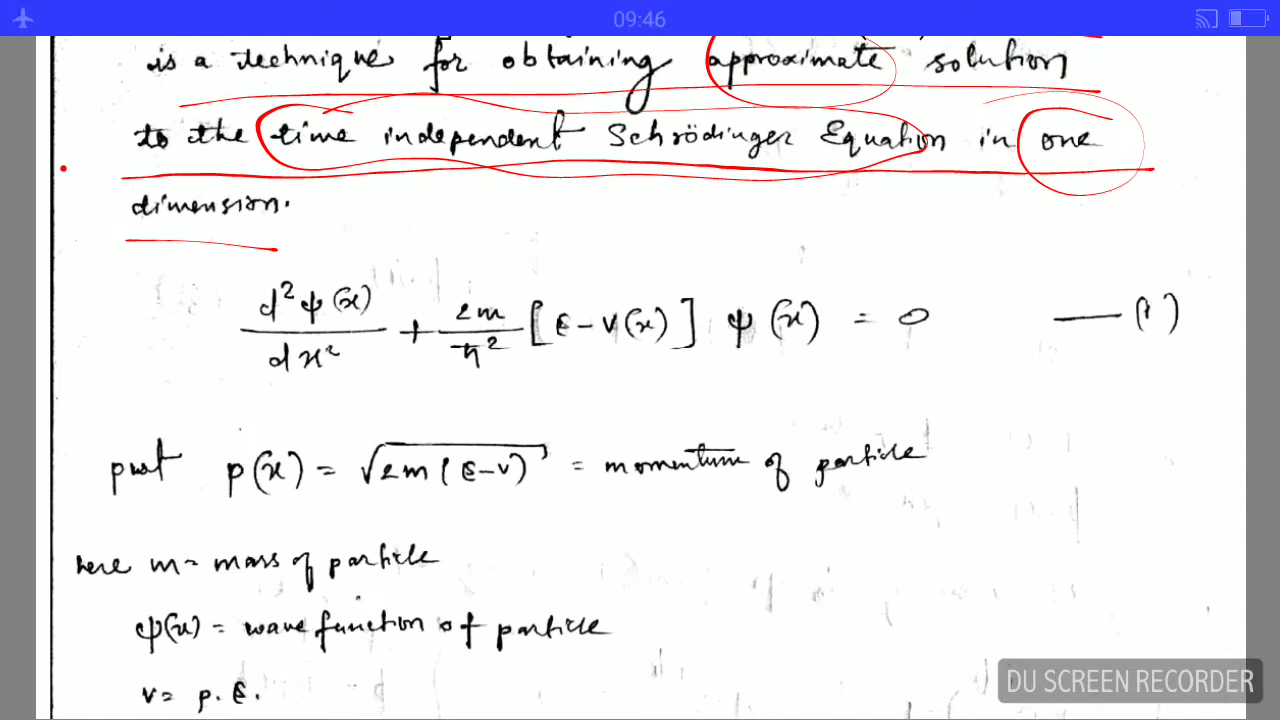 09:46
is a technique for obtaining approximate solution
to the time independent Schrödinger Equation in one
dimension.
d²ψ(x)/dx² + 2m/ħ² [E-V(x)] ψ(x) = 0 —— (1)
put p(x) = √2m(E-V) = momentum of particle
here m= mass of particle
ψ(x) = wave function of particle
V= P.E.
DU SCREEN RECORDER